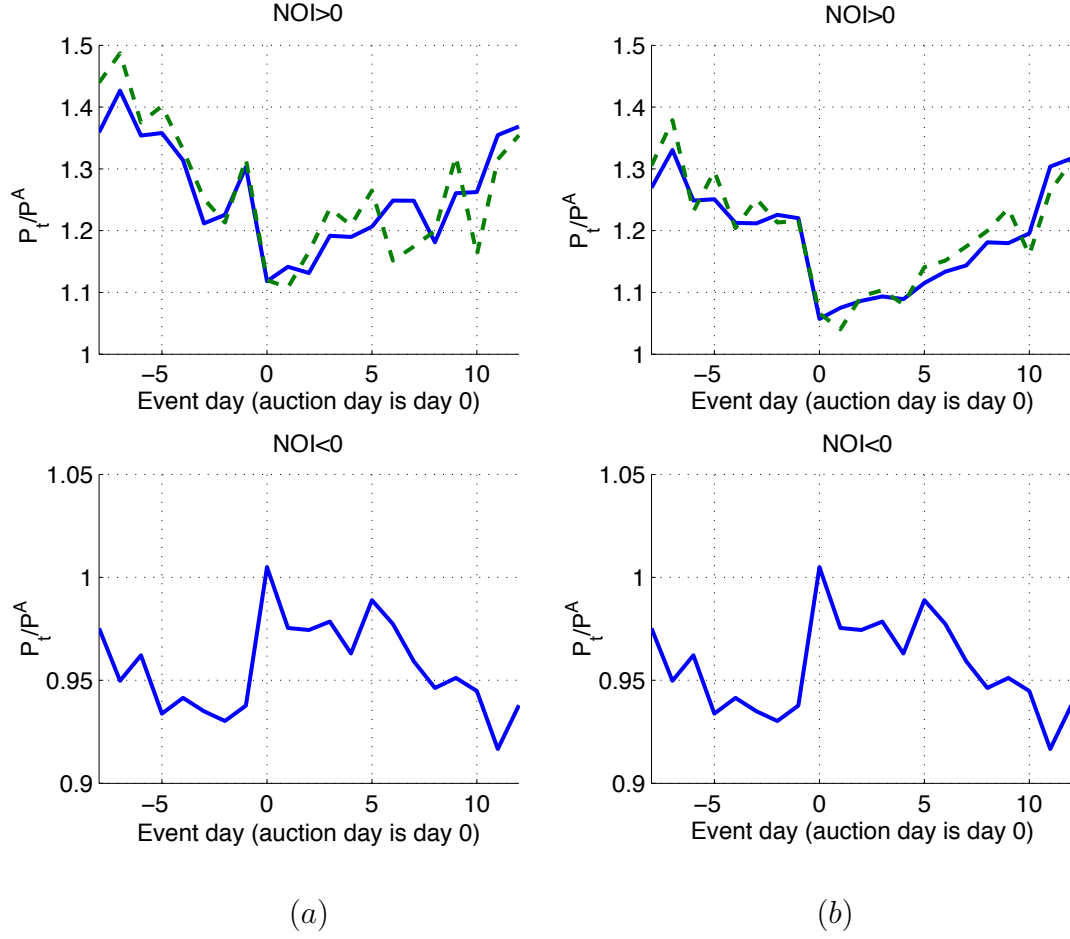 NOI>0
1.5
1.4
1.3
1.2
1.1
1
P_t/P^A
−5 0 5 10
Event day (auction day is day 0)
NOI>0
1.5
1.4
1.3
1.2
1.1
1
P_t/P^A
−5 0 5 10
Event day (auction day is day 0)
NOI<0
1.05
1
0.95
0.9
P_t/P^A
−5 0 5 10
Event day (auction day is day 0)
NOI<0
1.05
1
0.95
0.9
P_t/P^A
−5 0 5 10
Event day (auction day is day 0)
(a) (b)